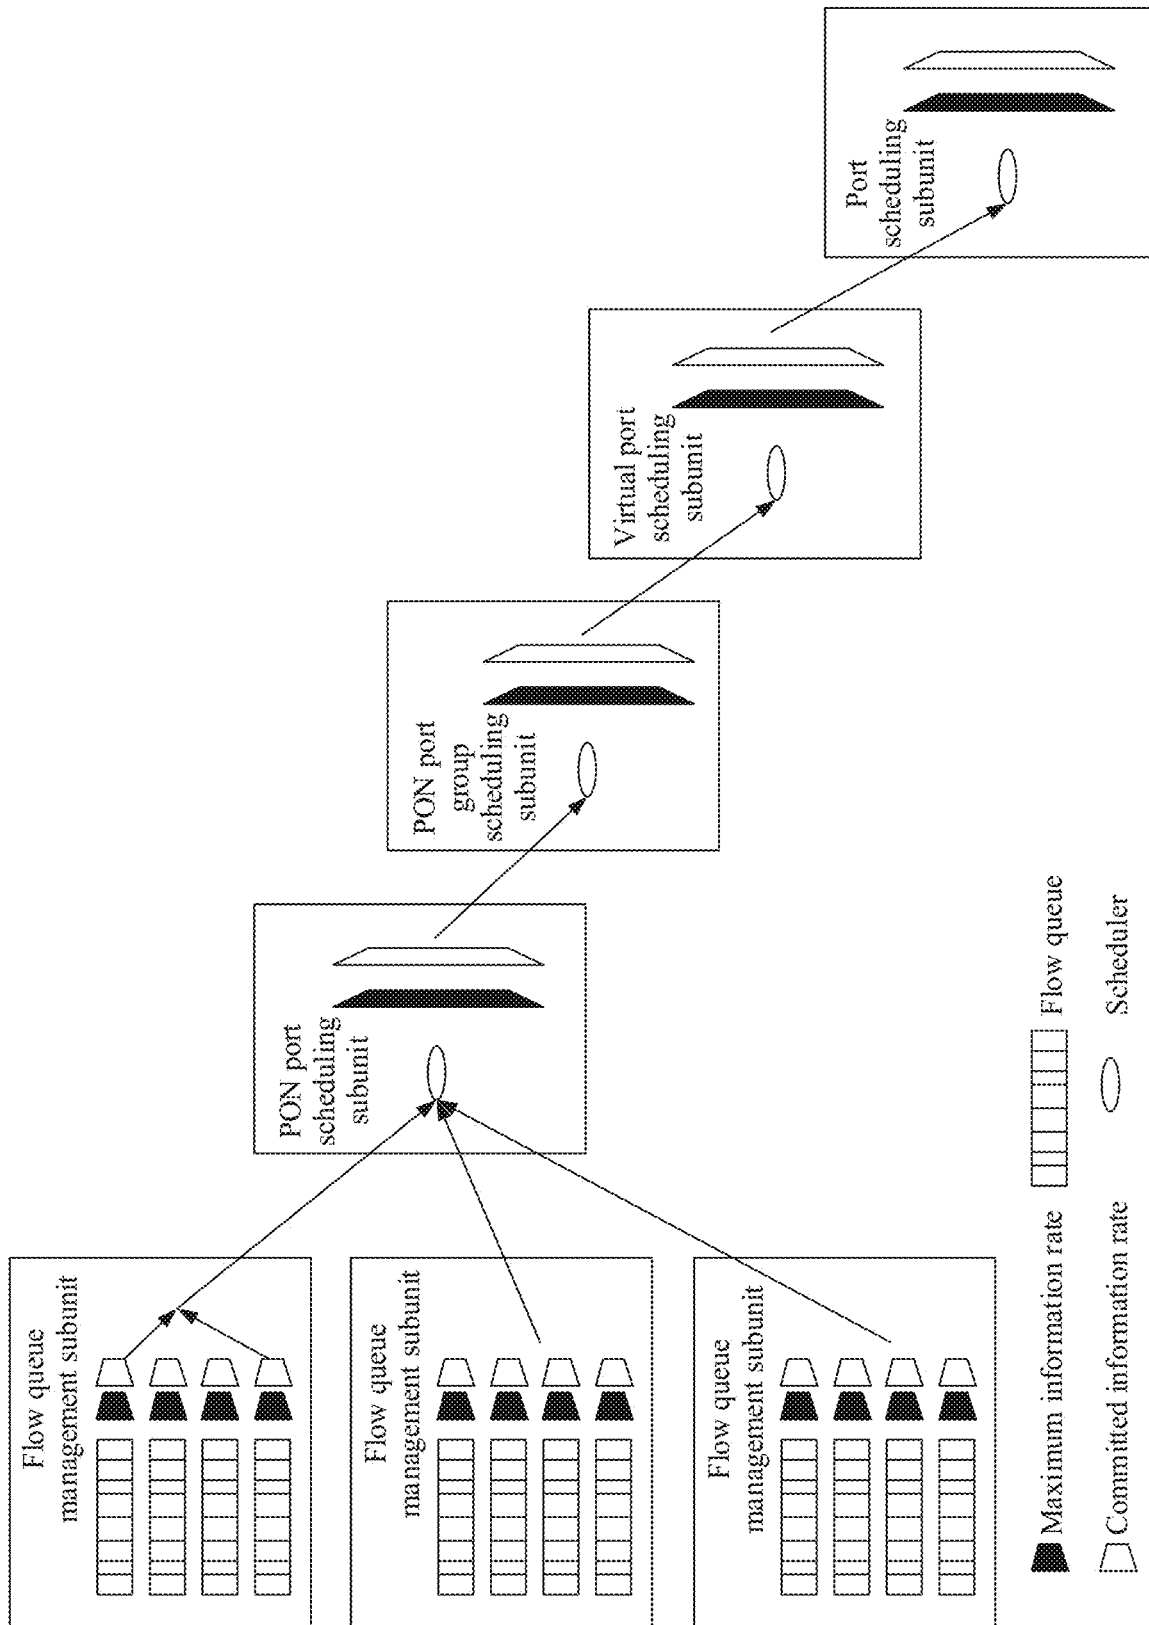 Flow queue
management subunit
Flow queue
management subunit
Flow queue
management subunit
PON port
scheduling
subunit
PON port
group
scheduling
subunit
Virtual port
scheduling
subunit
Port
scheduling
subunit
Maximum information rate
Flow queue
Committed information rate
Scheduler